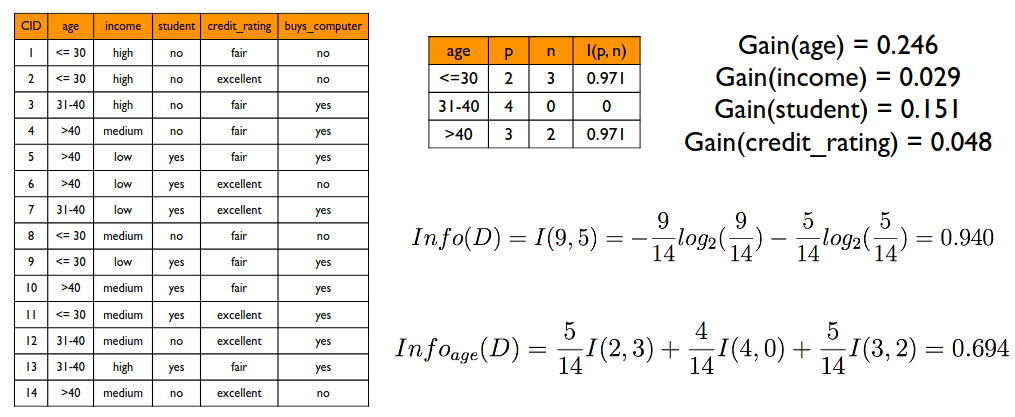 CID age income student credit_rating buys_computer
1 <= 30 high no fair no
2 <= 30 high no excellent no
3 31-40 high no fair yes
4 >40 medium no fair yes
5 >40 low yes fair yes
6 >40 low yes excellent no
7 31-40 low yes excellent yes
8 <= 30 medium no fair no
9 <= 30 low yes fair yes
10 >40 medium yes fair yes
11 <= 30 medium yes excellent yes
12 31-40 medium no excellent yes
13 31-40 high yes fair yes
14 >40 medium no excellent no
age p n I(p, n)
<=30 2 3 0.971
31-40 4 0 0
>40 3 2 0.971
Gain(age) = 0.246
Gain(income) = 0.029
Gain(student) = 0.151
Gain(credit_rating) = 0.048
Info(D) = I(9,5) = -\frac{9}{14}log_2(\frac{9}{14}) - \frac{5}{14}log_2(\frac{5}{14}) = 0.940
Info_{age}(D) = \frac{5}{14}I(2,3) + \frac{4}{14}I(4,0) + \frac{5}{14}I(3,2) = 0.694